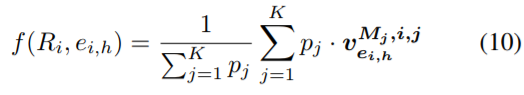 f(R_i, e_{i,h}) = \frac{1}{\sum_{j=1}^{K} p_j} \sum_{j=1}^{K} p_j \cdot \boldsymbol{v}_{\boldsymbol{e_{i,h}}}^{\boldsymbol{M_j,i,j}} (10)